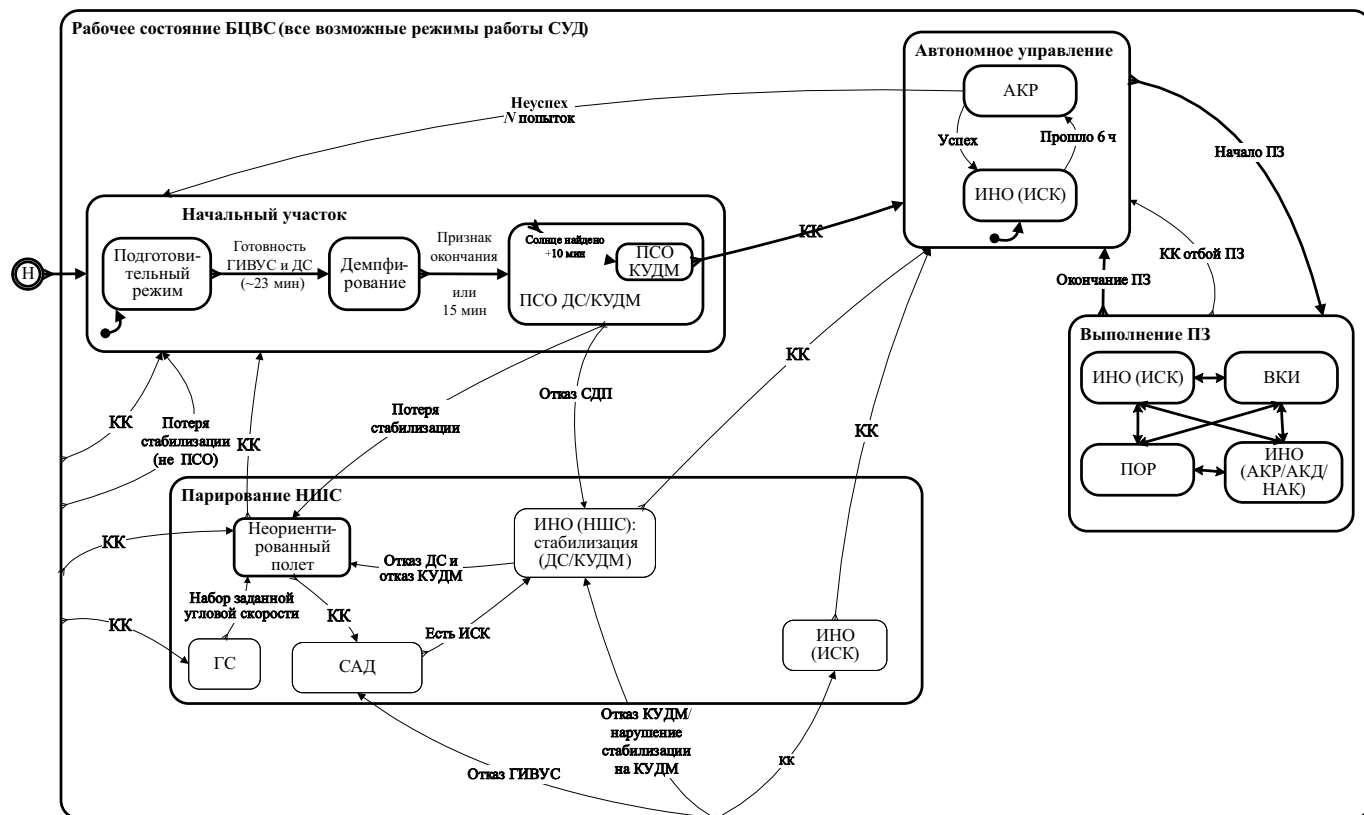 Рабочее состояние БЦВС (все возможные режимы работы СУД)
Автономное управление
АКР
Успех
Прошло 6 ч
ИНО (ИСК)
Неуспех
N попыток
Начало ПЗ
КК отбой ПЗ
Окончание ПЗ
Начальный участок
Н
Подготови-
тельный
режим
Готовность
ГИВУС и ДС
(~23 мин)
Демпфи-
рование
Признак
окончания
или
15 мин
Солнце найдено
+10 мин
ПСО
КУДМ
ПСО ДС/КУДМ
КК
Выполнение ПЗ
ИНО (ИСК)
ВКИ
ПОР
ИНО
(АКР/АКД/
НАК)
КК
Потеря
стабилизации
(не ПСО)
КК
Потеря
стабилизации
Отказ СДП
КК
КК
Парирование НШС
КК
Неориенти-
рованный
полет
Отказ ДС и
отказ КУДМ
ИНО (НШС):
стабилизация
(ДС/КУДМ)
Набор заданной
угловой скорости
КК
КК
Есть ИСК
ГС
САД
ИНО
(ИСК)
Отказ КУДМ/
нарушение
стабилизации
на КУДМ
Отказ ГИВУС
КК